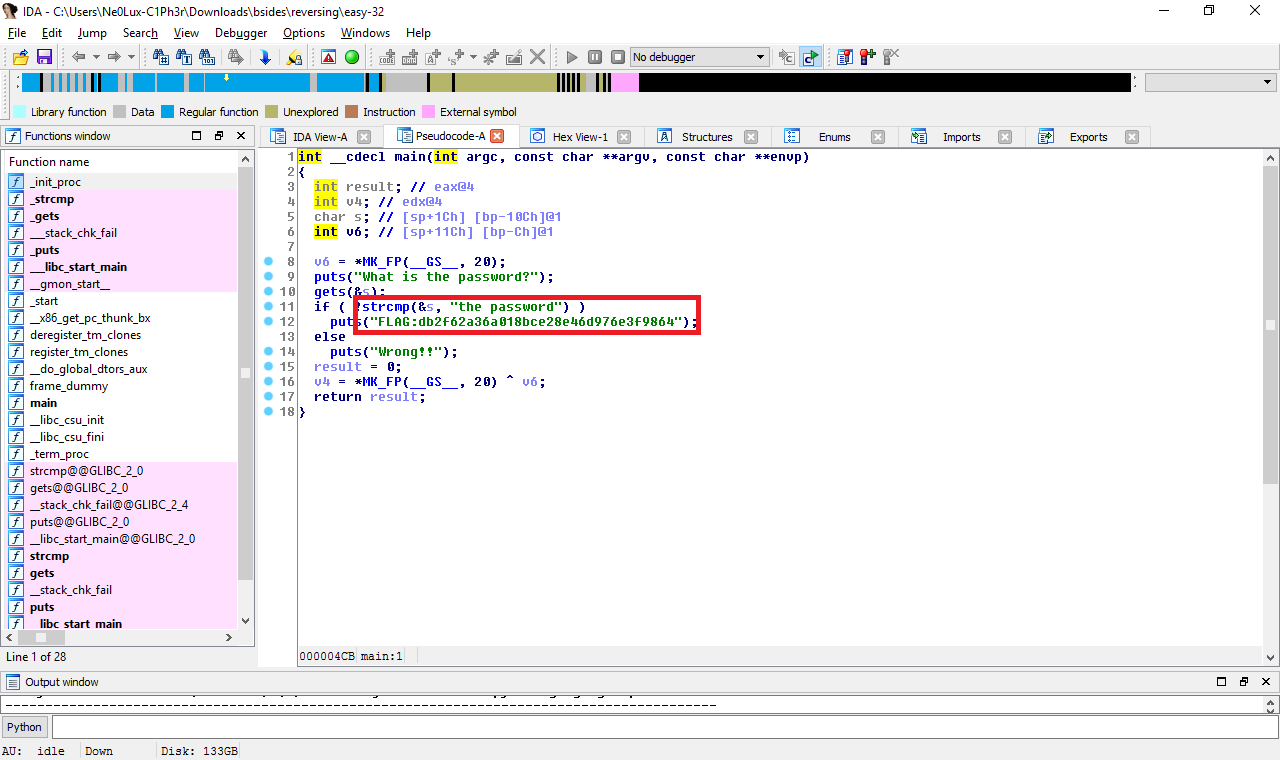 IDA - C:\Users\Ne0Lux-C1Ph3r\Downloads\bsides\reversing\easy-32
File Edit Jump Search View Debugger Options Windows Help
No debugger
Library function Data Regular function Unexplored Instruction External symbol
Functions window
IDA View-A Pseudocode-A Hex View-1 Structures Enums Imports Exports
Function name
_init_proc
_strcmp
_gets
___stack_chk_fail
_puts
___libc_start_main
__gmon_start__
_start
__x86_get_pc_thunk_bx
deregister_tm_clones
register_tm_clones
__do_global_dtors_aux
frame_dummy
main
__libc_csu_init
__libc_csu_fini
_term_proc
strcmp@@GLIBC_2_0
gets@@GLIBC_2_0
__stack_chk_fail@@GLIBC_2_4
puts@@GLIBC_2_0
__libc_start_main@@GLIBC_2_0
strcmp
gets
__stack_chk_fail
puts
__libc_start_main
Line 1 of 28
1 int __cdecl main(int argc, const char **argv, const char **envp)
2 {
3 int result; // eax@4
4 int v4; // edx@4
5 char s; // [sp+1Ch] [bp-10Ch]@1
6 int v6; // [sp+11Ch] [bp-Ch]@1
7
8 v6 = *MK_FP(__GS__, 20);
9 puts("What is the password?");
10 gets(&s);
11 if ( !strcmp(&s, "the password") )
12 puts("FLAG:db2f62a36a018bce28e46d976e3f9864");
13 else
14 puts("Wrong!!");
15 result = 0;
16 v4 = *MK_FP(__GS__, 20) ^ v6;
17 return result;
18 }
000004CB main:1
Output window
Python
AU: idle Down Disk: 133GB